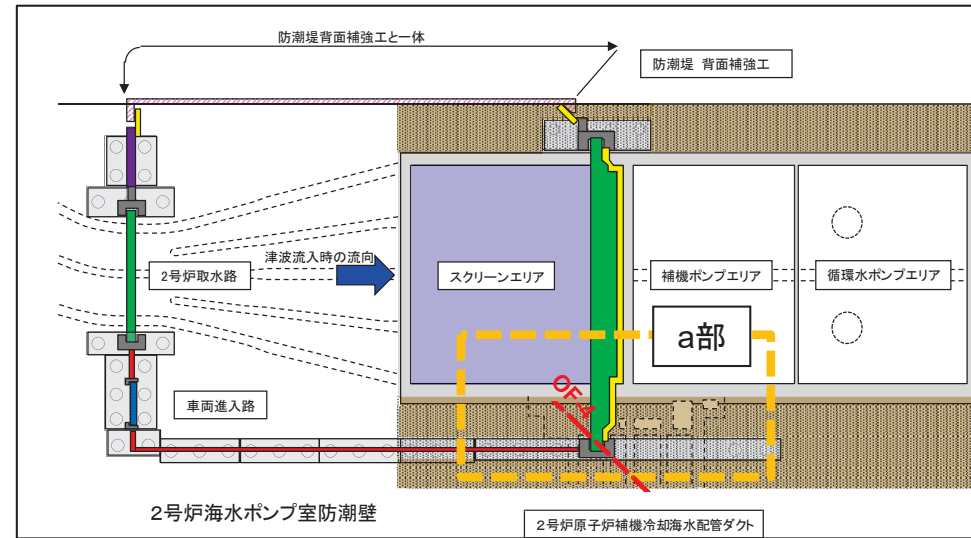 防潮堤背面補強工と一体
防潮堤 背面補強工
2号炉取水路
津波流入時の流向
スクリーンエリア
補機ポンプエリア
循環水ポンプエリア
a部
OF-4
車両進入路
2号炉海水ポンプ室防潮壁
2号炉原子炉補機冷却海水配管ダクト